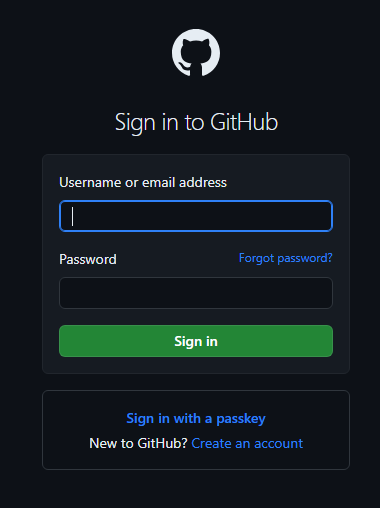 Sign in to GitHub
Username or email address
Password Forgot password?
Sign in
Sign in with a passkey
New to GitHub? Create an account